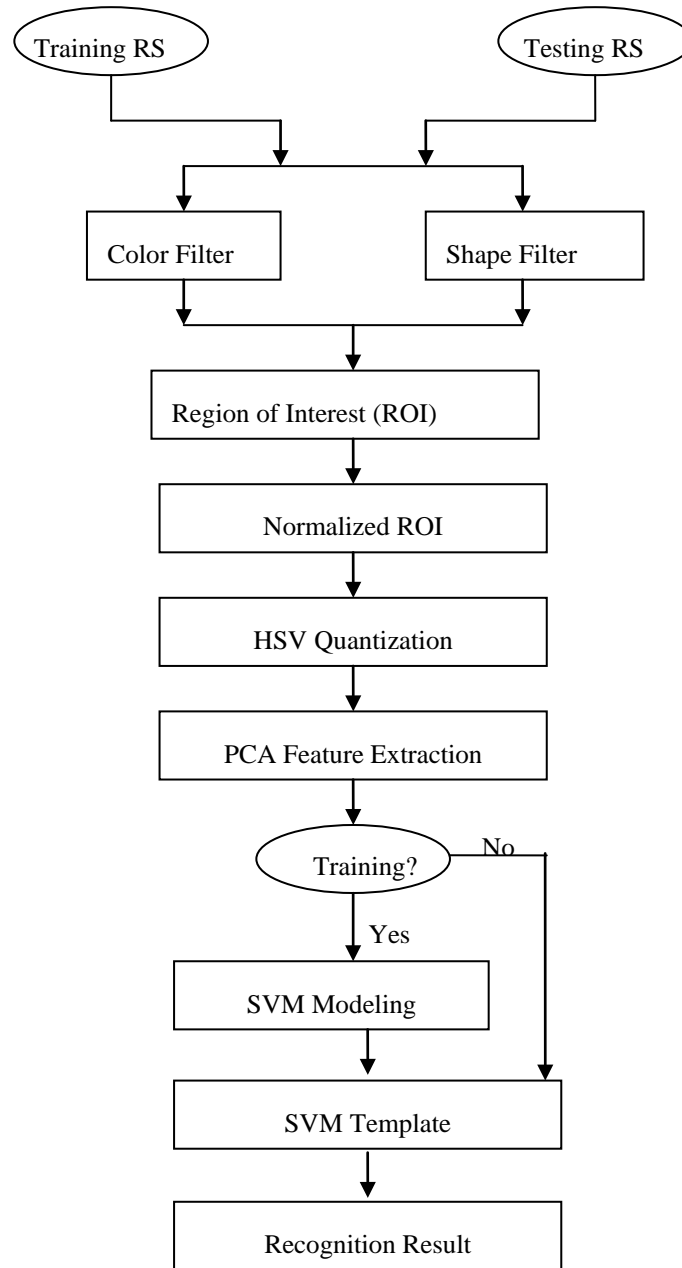 Training RS
Testing RS
Color Filter
Shape Filter
Region of Interest (ROI)
Normalized ROI
HSV Quantization
PCA Feature Extraction
Training?
No
Yes
SVM Modeling
SVM Template
Recognition Result